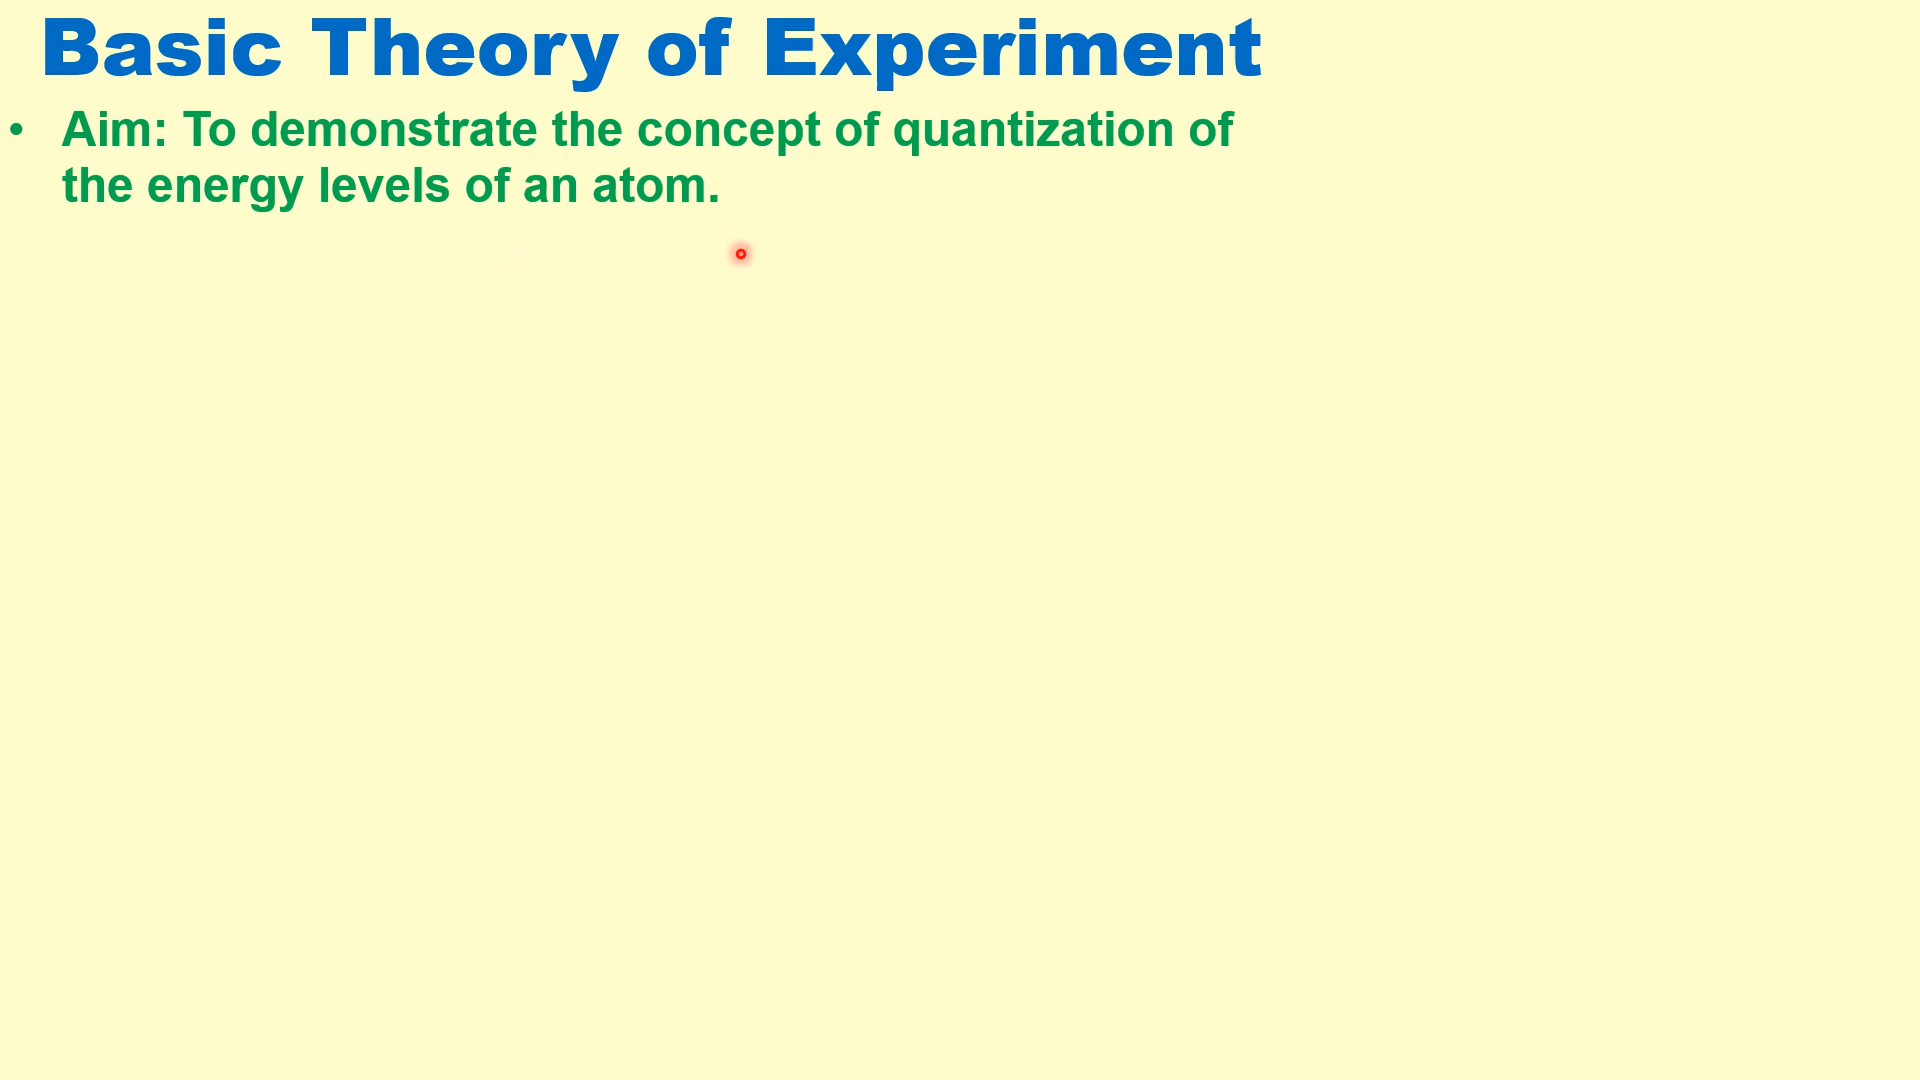 Basic Theory of Experiment
• Aim: To demonstrate the concept of quantization of
the energy levels of an atom.